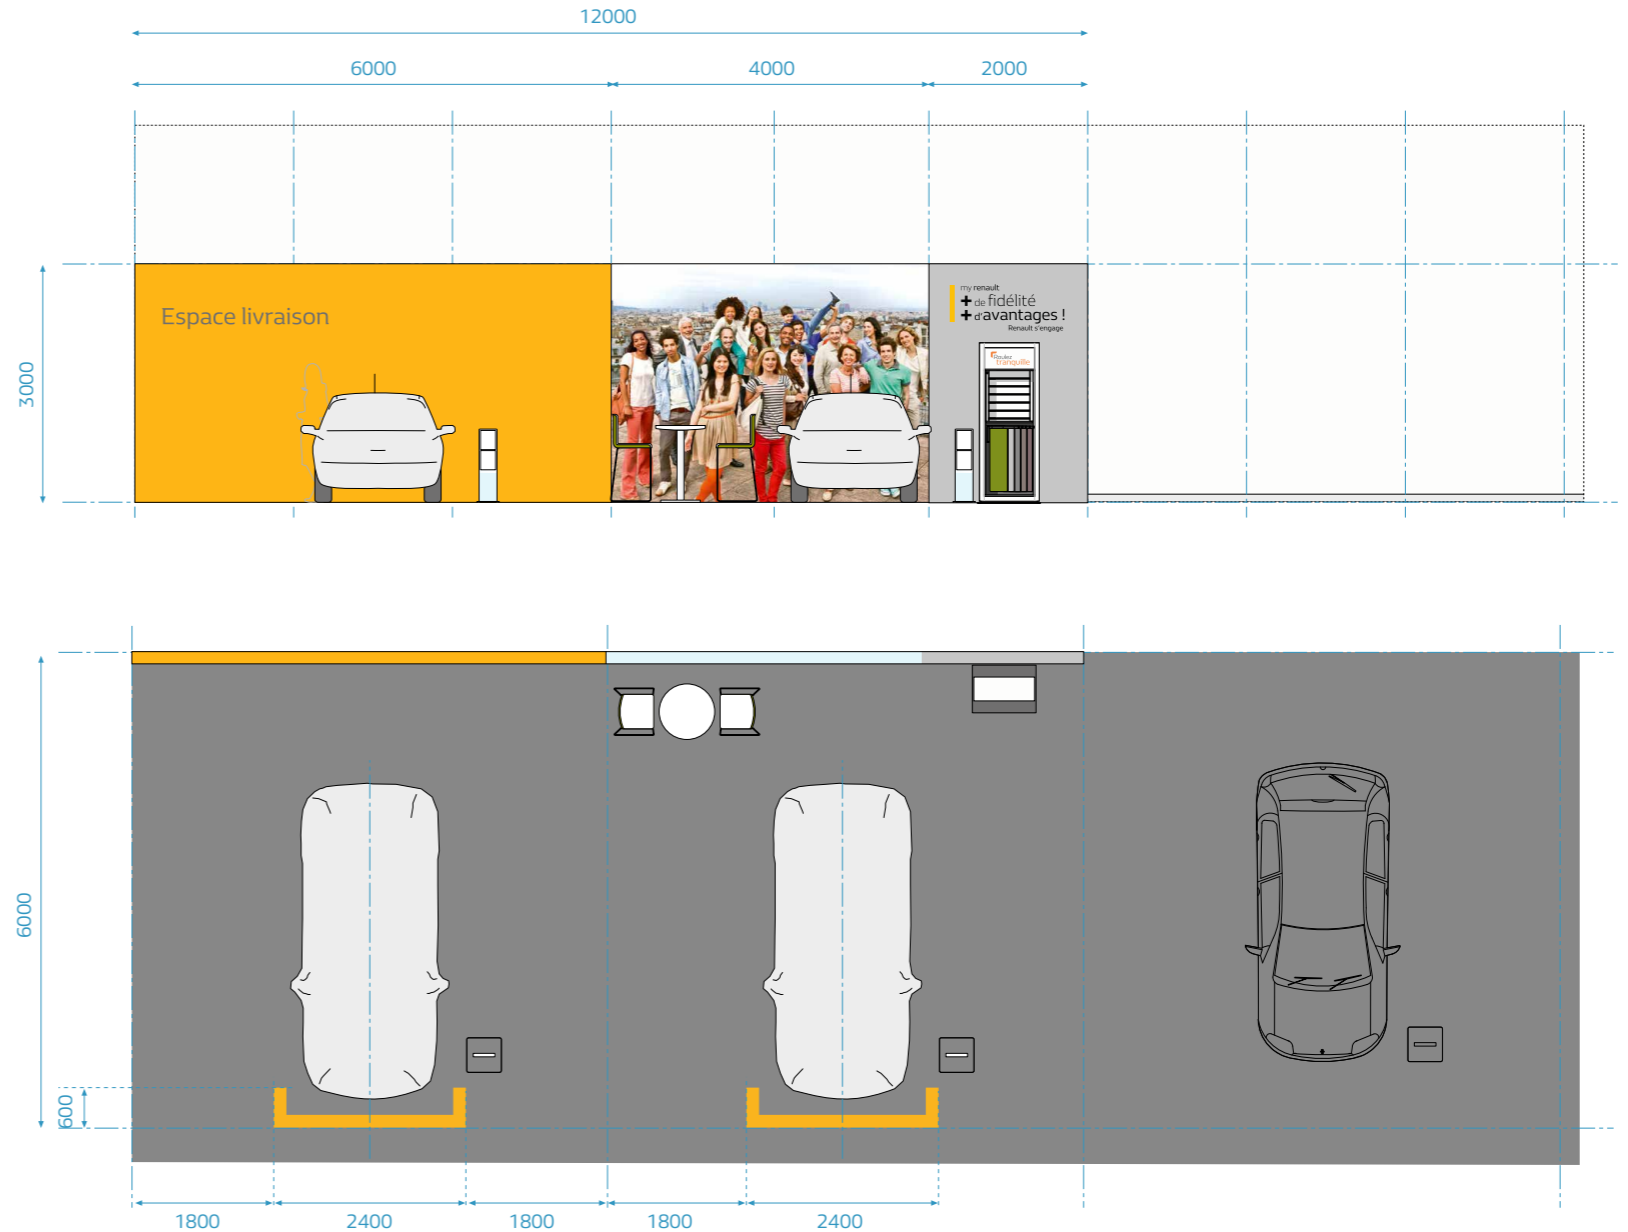 12000
6000
4000
2000
3000
Espace livraison
my renault
+ de fidélité
+ d'avantages !
Renault s'engage
Roulez
tranquille
6000
600
1800
2400
1800
1800
2400